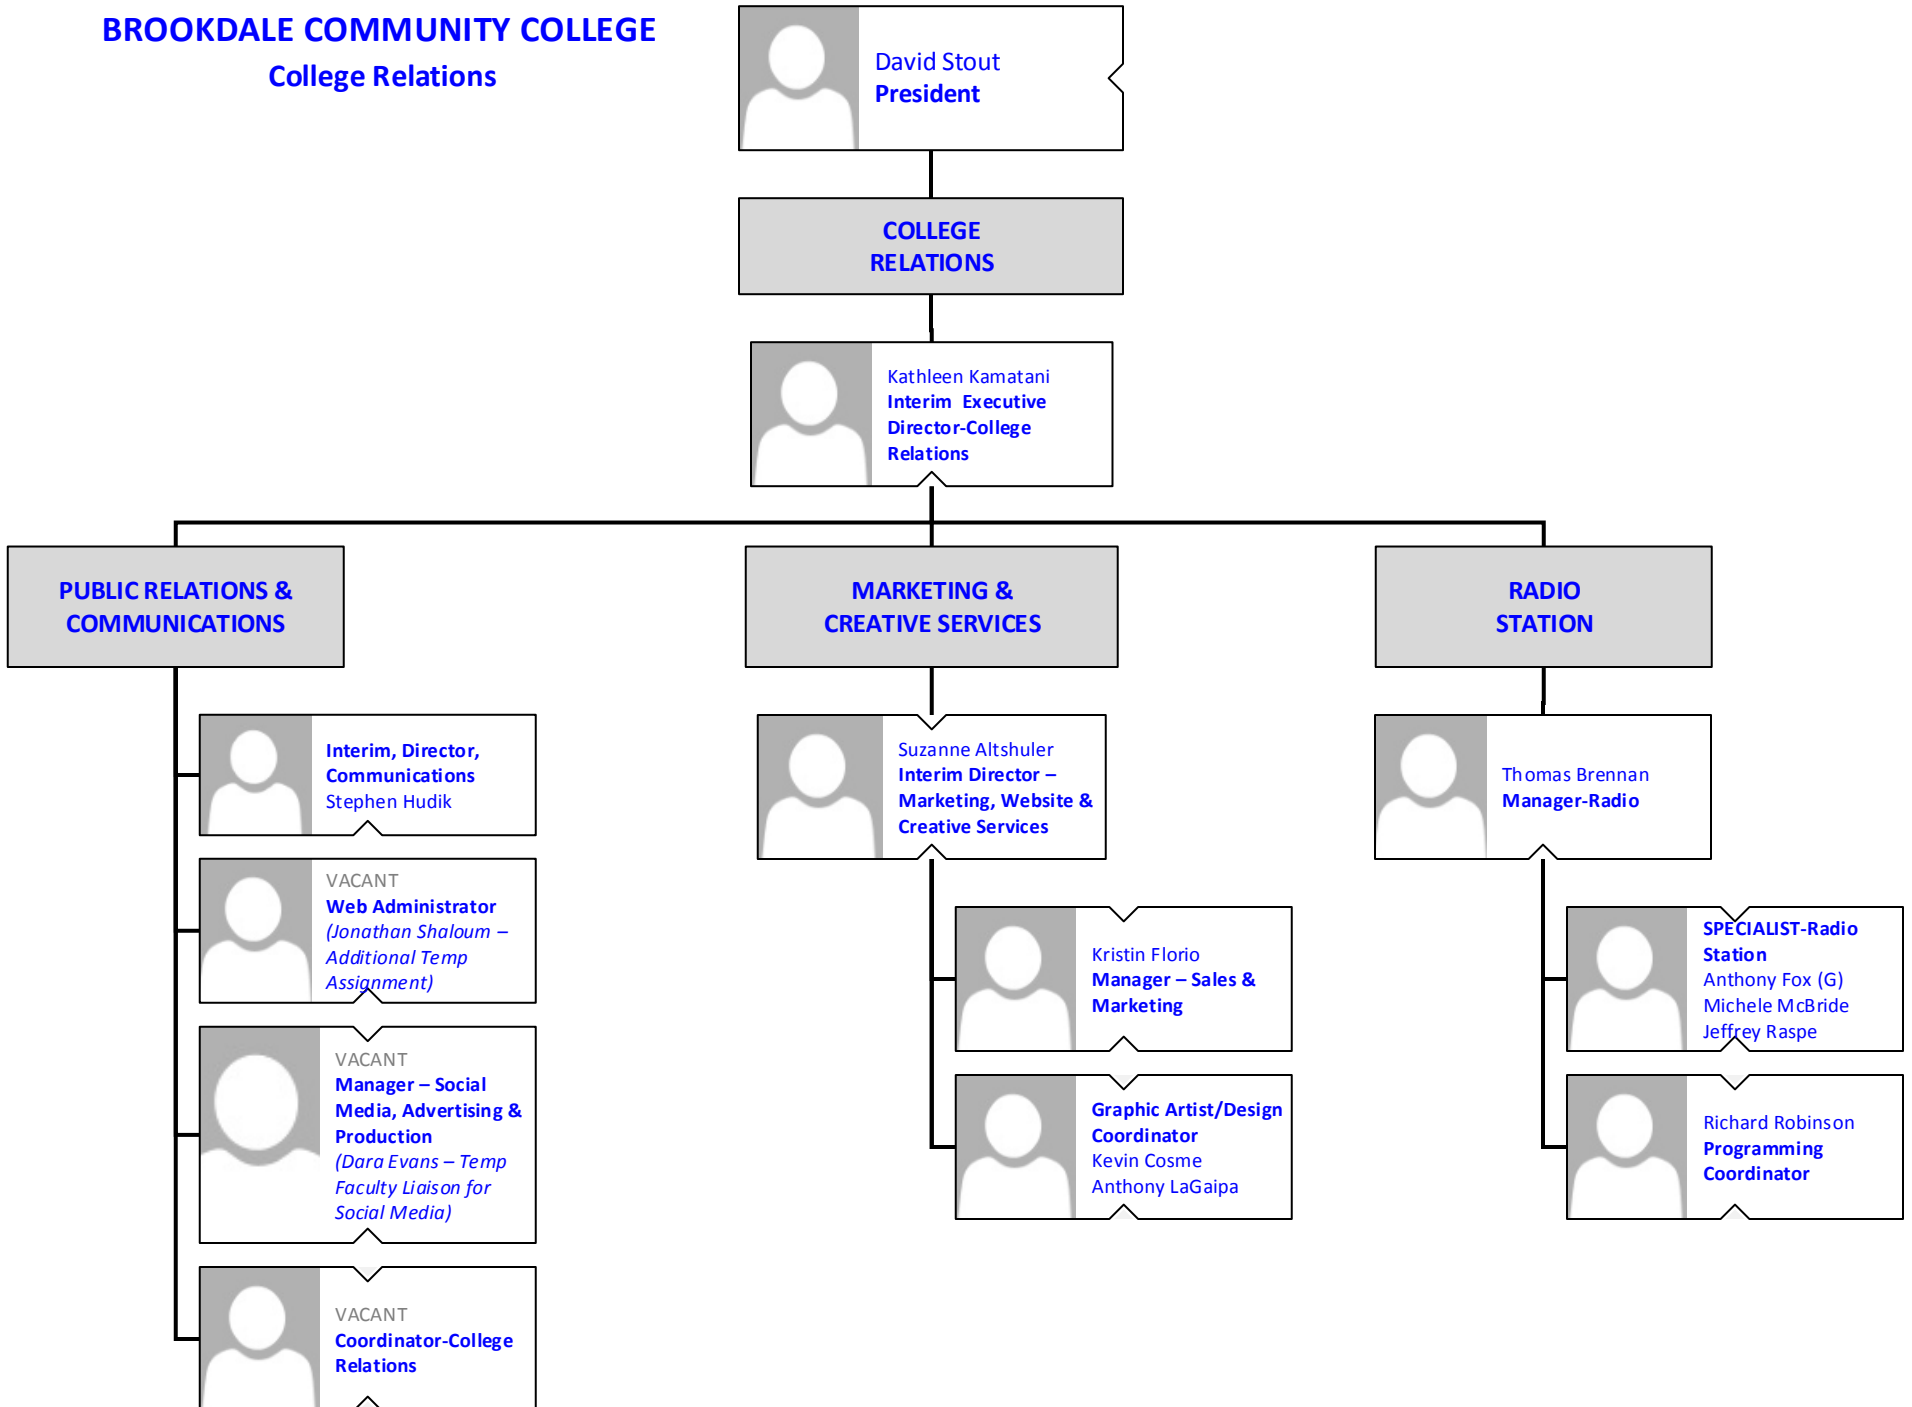 BROOKDALE COMMUNITY COLLEGE
College Relations
David Stout
President
COLLEGE
RELATIONS
Kathleen Kamatani
Interim Executive
Director-College
Relations
PUBLIC RELATIONS &
COMMUNICATIONS
MARKETING &
CREATIVE SERVICES
RADIO
STATION
Interim, Director,
Communications
Stephen Hudik
VACANT
Web Administrator
(Jonathan Shaloum –
Additional Temp
Assignment)
VACANT
Manager – Social
Media, Advertising &
Production
(Dara Evans – Temp
Faculty Liaison for
Social Media)
VACANT
Coordinator-College
Relations
Suzanne Altshuler
Interim Director –
Marketing, Website &
Creative Services
Kristin Florio
Manager – Sales &
Marketing
Graphic Artist/Design
Coordinator
Kevin Cosme
Anthony LaGaipa
Thomas Brennan
Manager-Radio
SPECIALIST-Radio
Station
Anthony Fox (G)
Michele McBride
Jeffrey Raspe
Richard Robinson
Programming
Coordinator